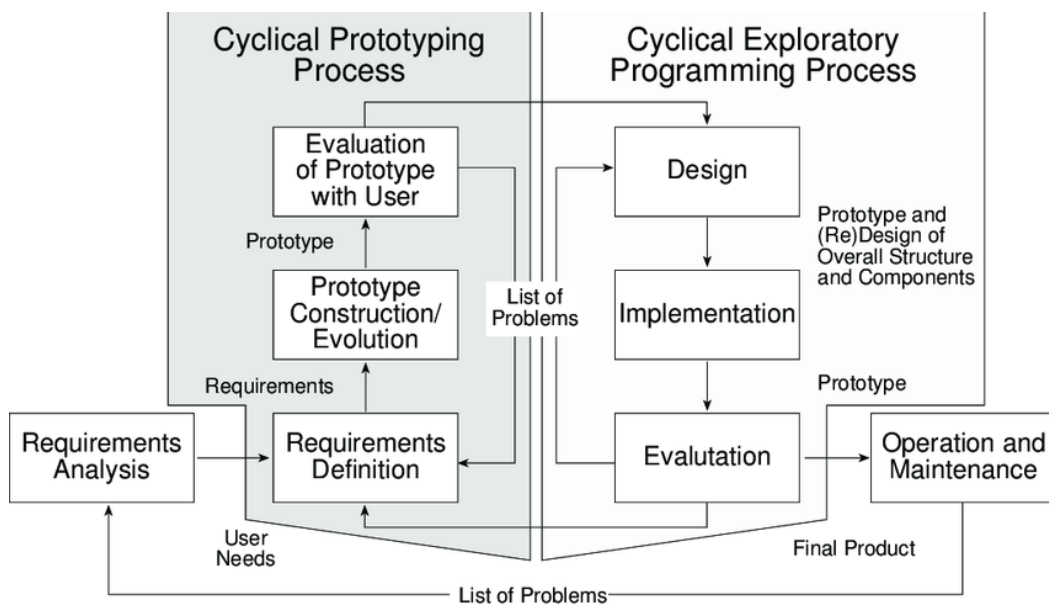 Cyclical Prototyping
Process
Cyclical Exploratory
Programming Process
Evaluation
of Prototype
with User
Design
Prototype
Prototype and
(Re)Design of
Overall Structure
and Components
Prototype
Construction/
Evolution
List of
Problems
Implementation
Requirements
Prototype
Requirements
Analysis
Requirements
Definition
Evalutation
Operation and
Maintenance
User
Needs
Final Product
List of Problems